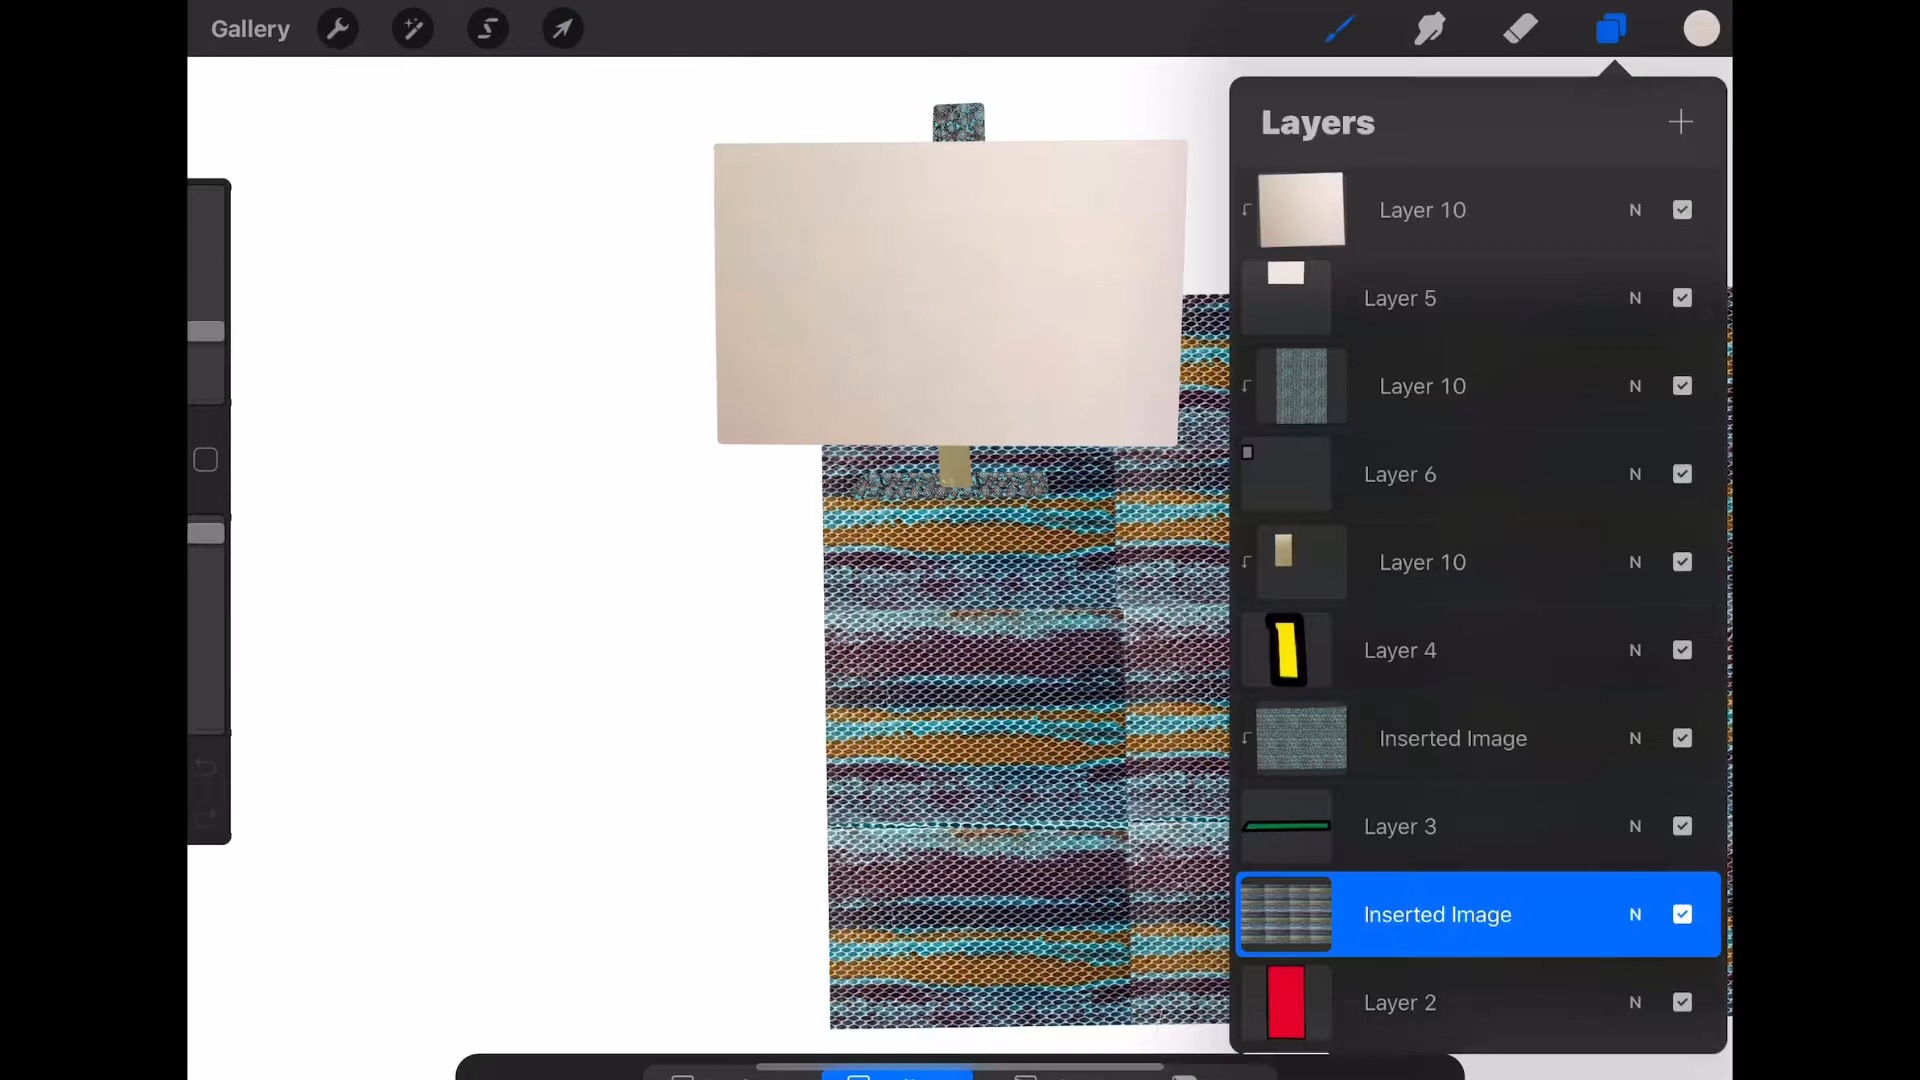 Gallery
Layers
Layer 10 N
Layer 5 N
Layer 10 N
Layer 6 N
Layer 10 N
Layer 4 N
Inserted Image N
Layer 3 N
Inserted Image N
Layer 2 N